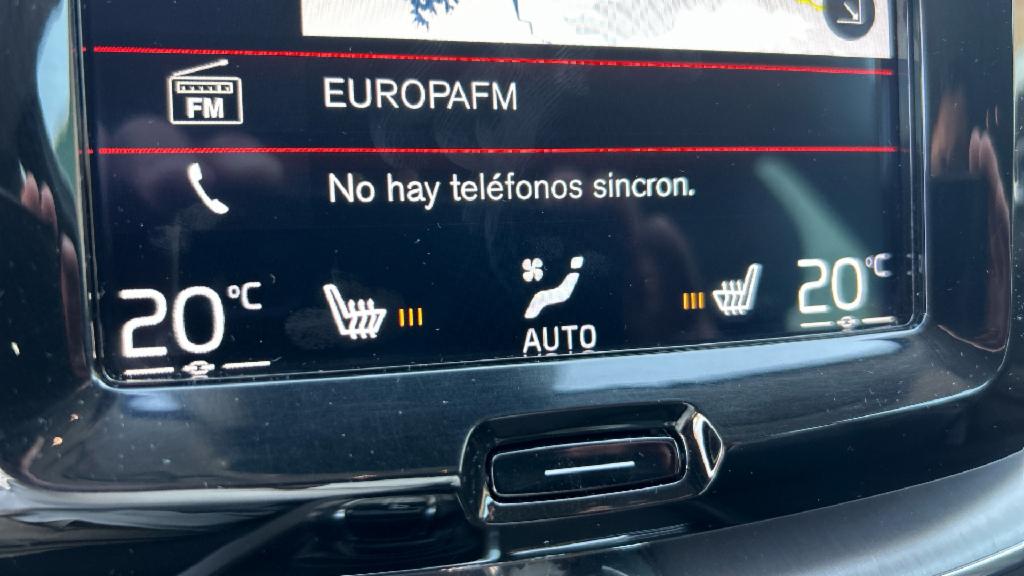 FM
EUROPAFM
No hay teléfonos sincron.
20°C
AUTO
20°C